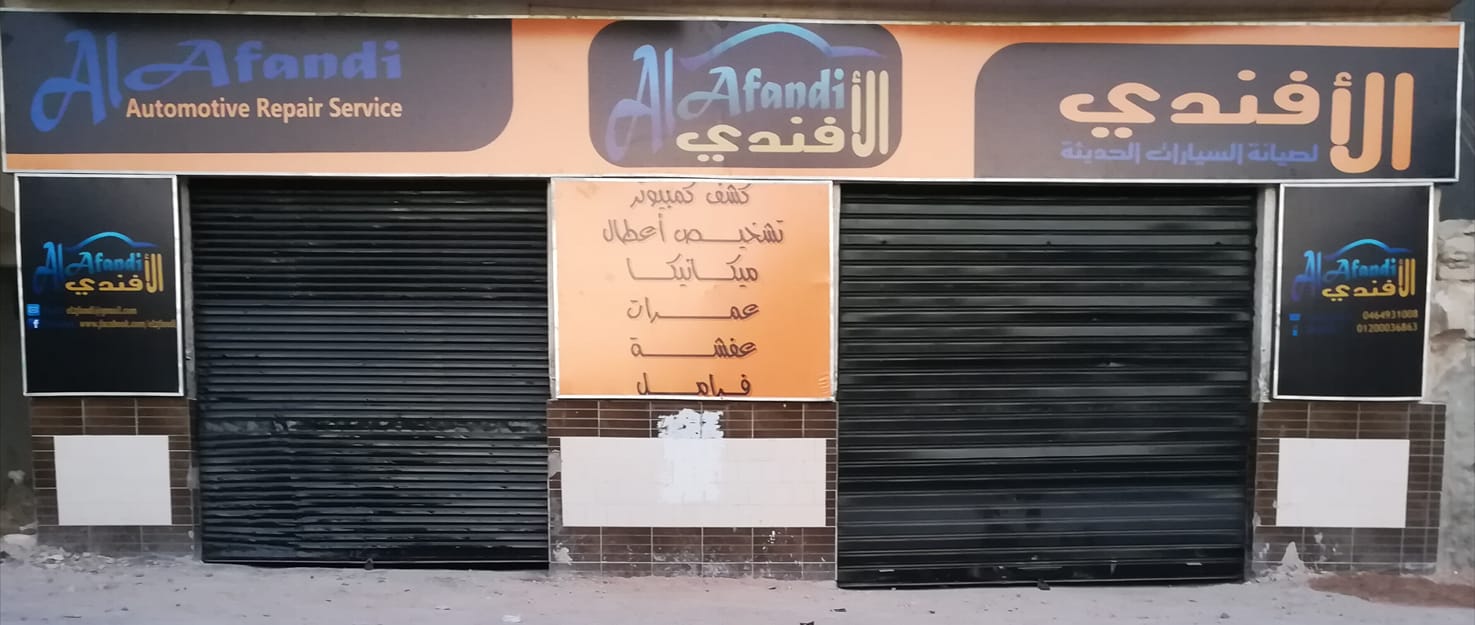 Al Afandi
Automotive Repair Service
Al Afandi
الأفندي
الأفندي
لصيانة السيارات الحديثة
كشف كمبيوتر
تشخيص أعطال
ميكانيكا
عمرات
عفشة
فرامل
Al Afandi
الأفندي
Al Afandi
الأفندي
0464931008
01200036863